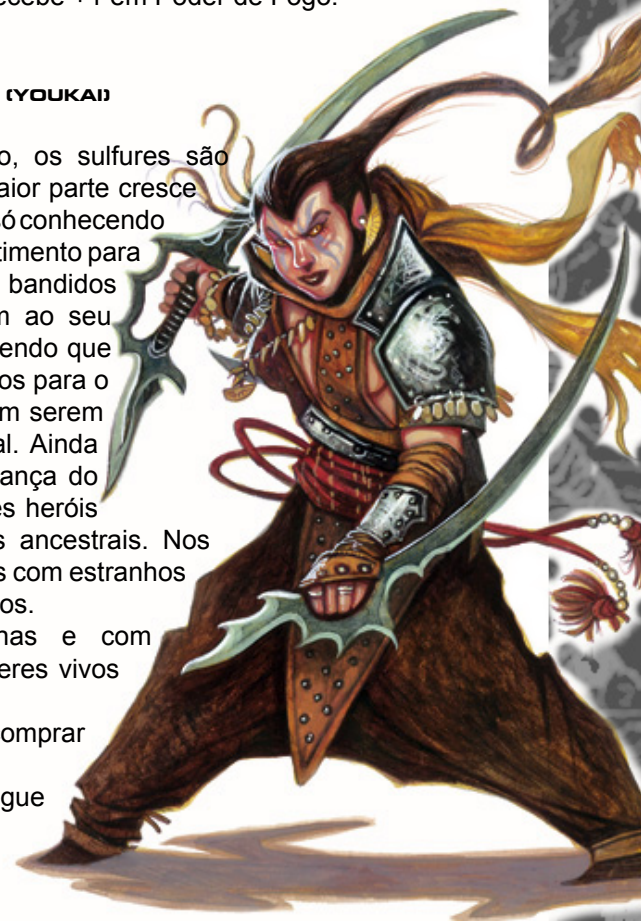 ecebe +1 em Poder de Fogo.
(YOUKAI)
o, os sulfures são
aior parte cresce
só conhecendo
timento para
bandidos
m ao seu
endo que
os para o
m serem
al. Ainda
ança do
es heróis
s ancestrais. Nos
s com estranhos
os.
nas e com
eres vivos
omprar
gue